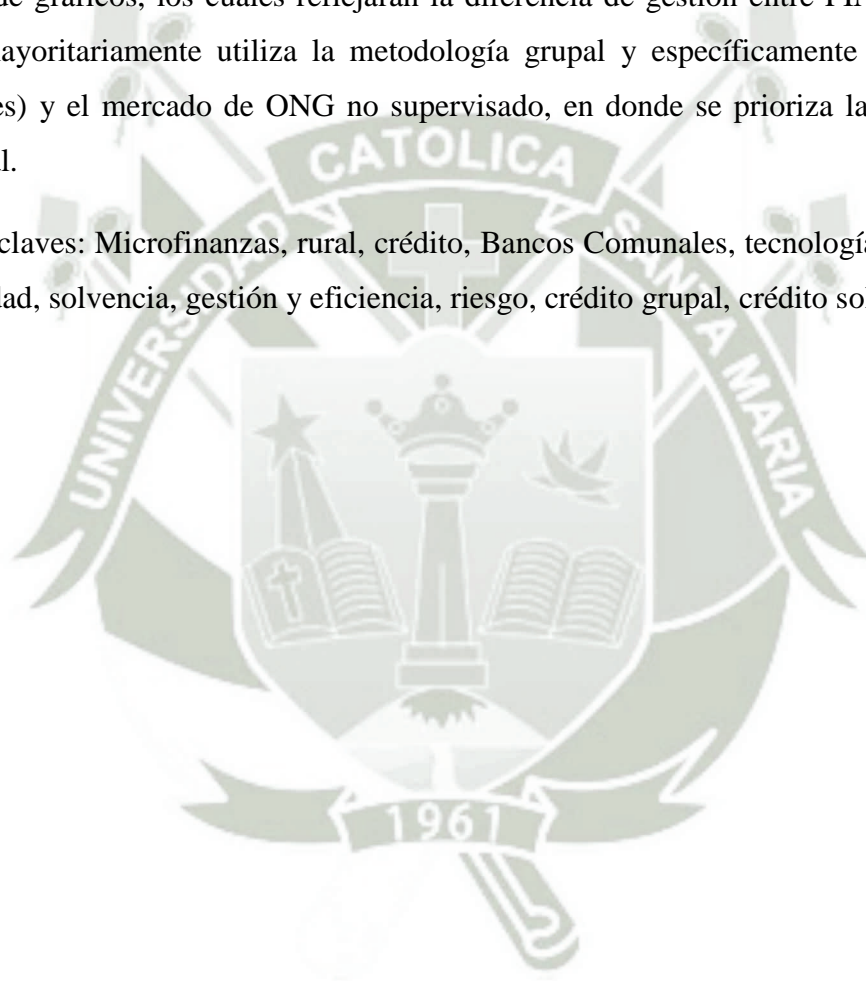 de gráficos, los cuales reflejaran la diferencia de gestión entre
mayoritariamente utiliza la metodología grupal y específicamente
es) y el mercado de ONG no supervisado, en donde se prioriza la
l.
claves: Microfinanzas, rural, crédito, Bancos Comunales, tecnología
dad, solvencia, gestión y eficiencia, riesgo, crédito grupal, crédito
UNIVERSIDAD CATOLICA SANTA MARIA
1961